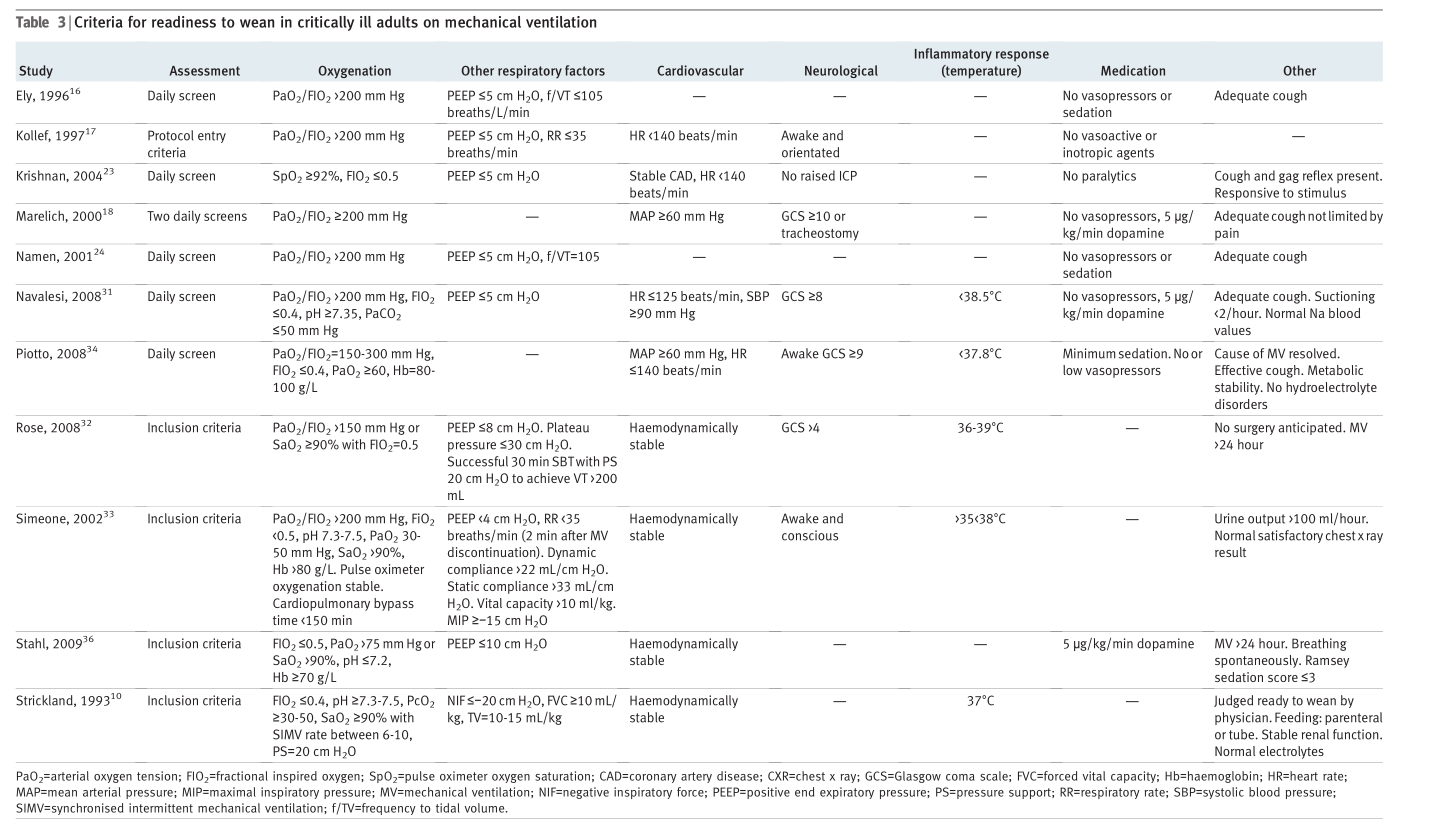 Table 3 | Criteria for readiness to wean in critically ill adults on mechanical ventilation
Study Assessment Oxygenation Other respiratory factors Cardiovascular Neurological Inflammatory response (temperature) Medication Other
Ely, 1996¹⁶ Daily screen PaO₂/FIO₂ >200 mm Hg PEEP ≤5 cm H₂O, f/VT ≤105 — — — No vasopressors or Adequate cough
breaths/L/min sedation
Kollef, 1997¹⁷ Protocol entry PaO₂/FIO₂ >200 mm Hg PEEP ≤5 cm H₂O, RR ≤35 HR <140 beats/min Awake and — No vasoactive or —
criteria breaths/min orientated inotropic agents
Krishnan, 2004²³ Daily screen SpO₂ ≥92%, FIO₂ ≤0.5 PEEP ≤5 cm H₂O Stable CAD, HR <140 No raised ICP — No paralytics Cough and gag reflex present.
beats/min Responsive to stimulus
Marelich, 2000¹⁸ Two daily screens PaO₂/FIO₂ ≥200 mm Hg — MAP ≥60 mm Hg GCS ≥10 or — No vasopressors, 5 µg/ Adequate cough not limited by
tracheostomy kg/min dopamine pain
Namen, 2001²⁴ Daily screen PaO₂/FIO₂ >200 mm Hg PEEP ≤5 cm H₂O, f/VT=105 — — — No vasopressors or Adequate cough
sedation
Navalesi, 2008³¹ Daily screen PaO₂/FIO₂ >200 mm Hg, FIO₂ PEEP ≤5 cm H₂O HR ≤125 beats/min, SBP GCS ≥8 <38.5°C No vasopressors, 5 µg/ Adequate cough. Suctioning
≤0.4, pH ≥7.35, PaCO₂ ≥90 mm Hg kg/min dopamine <2/hour. Normal Na blood
≤50 mm Hg values
Piotto, 2008³⁴ Daily screen PaO₂/FIO₂=150-300 mm Hg, — MAP ≥60 mm Hg, HR Awake GCS ≥9 <37.8°C Minimum sedation. No or Cause of MV resolved.
FIO₂ ≤0.4, PaO₂ ≥60, Hb=80- ≤140 beats/min low vasopressors Effective cough. Metabolic
100 g/L stability. No hydroelectrolyte
disorders
Rose, 2008³² Inclusion criteria PaO₂/FIO₂ >150 mm Hg or PEEP ≤8 cm H₂O. Plateau Haemodynamically GCS >4 36-39°C — No surgery anticipated. MV
SaO₂ ≥90% with FIO₂=0.5 pressure ≤30 cm H₂O. stable >24 hour
Successful 30 min SBT with PS
20 cm H₂O to achieve VT >200
mL
Simeone, 2002³³ Inclusion criteria PaO₂/FIO₂ >200 mm Hg, FiO₂ PEEP <4 cm H₂O, RR <35 Haemodynamically Awake and >35<38°C — Urine output >100 ml/hour.
<0.5, pH 7.3-7.5, PaO₂ 30- breaths/min (2 min after MV stable conscious Normal satisfactory chest x ray
50 mm Hg, SaO₂ >90%, discontinuation). Dynamic result
Hb >80 g/L. Pulse oximeter compliance >22 mL/cm H₂O.
oxygenation stable. Static compliance >33 mL/cm
Cardiopulmonary bypass H₂O. Vital capacity >10 ml/kg.
time <150 min MIP ≥−15 cm H₂O
Stahl, 2009³⁶ Inclusion criteria FIO₂ ≤0.5, PaO₂ >75 mm Hg or PEEP ≤10 cm H₂O Haemodynamically — — 5 µg/kg/min dopamine MV >24 hour. Breathing
SaO₂ >90%, pH ≤7.2, stable spontaneously. Ramsey
Hb ≥70 g/L sedation score ≤3
Strickland, 1993¹⁰ Inclusion criteria FIO₂ ≤0.4, pH ≥7.3-7.5, PcO₂ NIF ≤−20 cm H₂O, FVC ≥10 mL/ Haemodynamically — 37°C — Judged ready to wean by
≥30-50, SaO₂ ≥90% with kg, TV=10-15 mL/kg stable physician. Feeding: parenteral
SIMV rate between 6-10, or tube. Stable renal function.
PS=20 cm H₂O Normal electrolytes
PaO₂=arterial oxygen tension; FIO₂=fractional inspired oxygen; SpO₂=pulse oximeter oxygen saturation; CAD=coronary artery disease; CXR=chest x ray; GCS=Glasgow coma scale; FVC=forced vital capacity; Hb=haemoglobin; HR=heart rate;
MAP=mean arterial pressure; MIP=maximal inspiratory pressure; MV=mechanical ventilation; NIF=negative inspiratory force; PEEP=positive end expiratory pressure; PS=pressure support; RR=respiratory rate; SBP=systolic blood pressure;
SIMV=synchronised intermittent mechanical ventilation; f/TV=frequency to tidal volume.